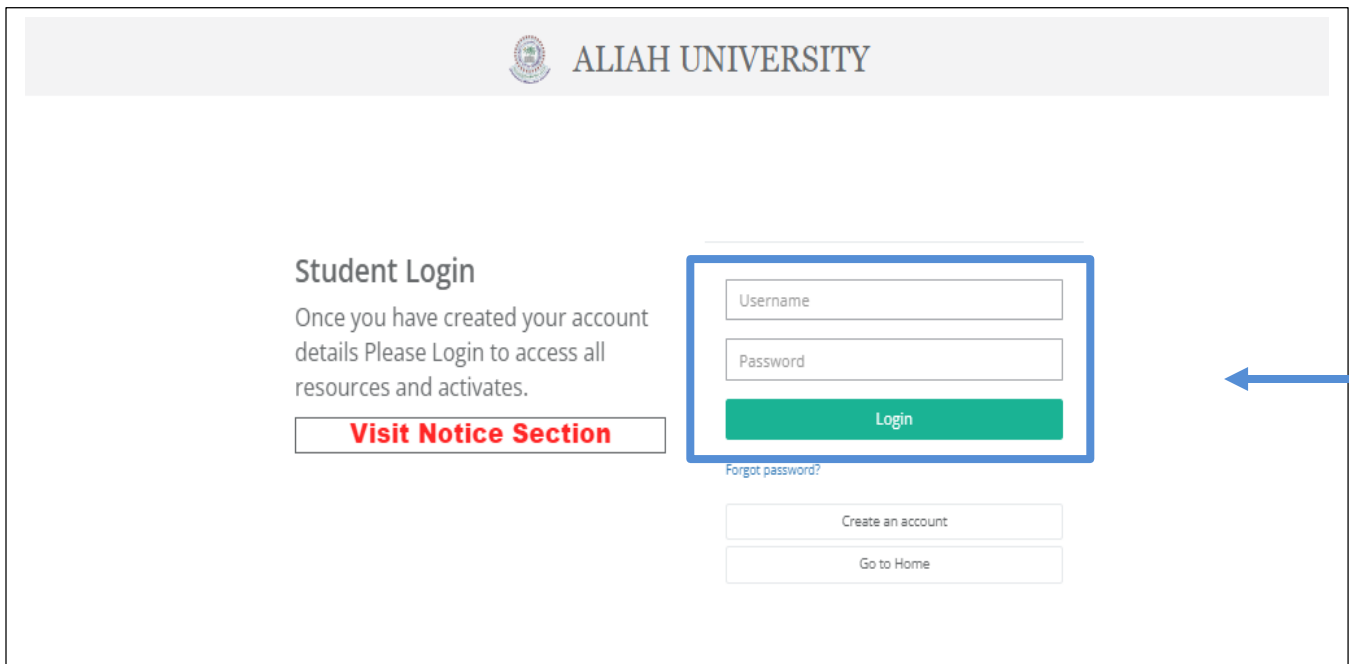 ALIAH UNIVERSITY
Student Login
Once you have created your account
details Please Login to access all
resources and activates.
Visit Notice Section
Username
Password
Login
Forgot password?
Create an account
Go to Home